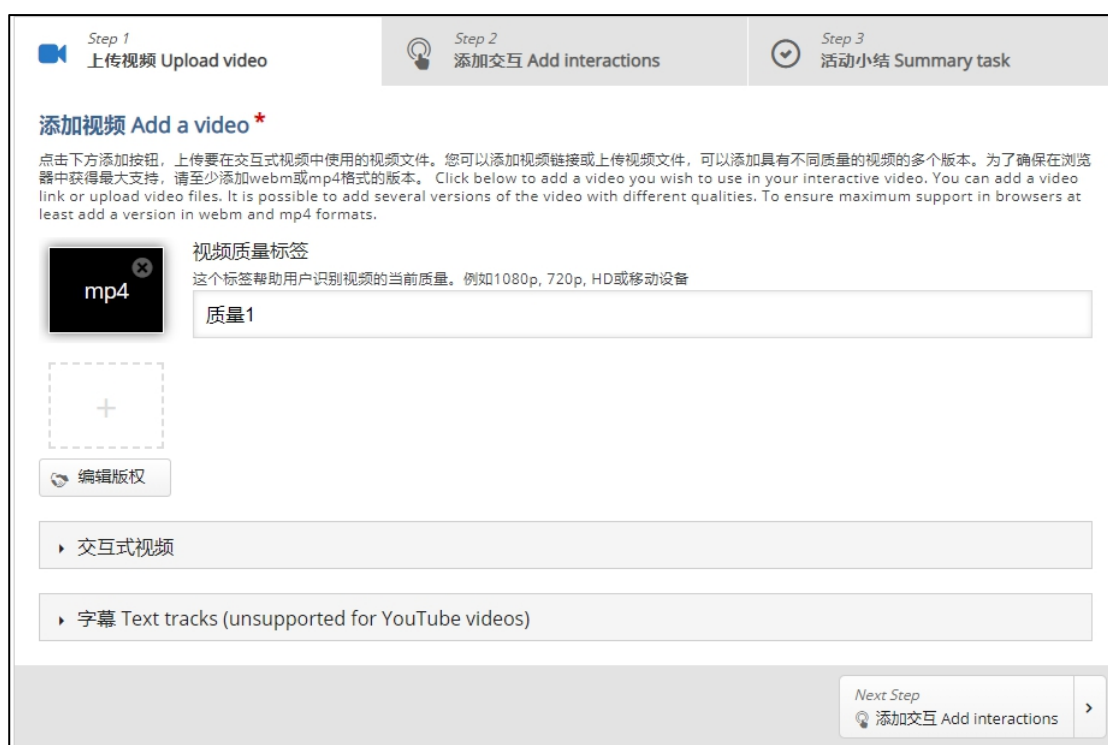 Step 1
上传视频 Upload video
Step 2
添加交互 Add interactions
Step 3
活动小结 Summary task
添加视频 Add a video *
点击下方添加按钮，上传要在交互式视频中使用的视频文件。您可以添加视频链接或上传视频文件，可以添加具有不同质量的视频的多个版本。为了确保在浏览
器中获得最大支持，请至少添加webm或mp4格式的版本。 Click below to add a video you wish to use in your interactive video. You can add a video
link or upload video files. It is possible to add several versions of the video with different qualities. To ensure maximum support in browsers at
least add a version in webm and mp4 formats.
mp4
视频质量标签
这个标签帮助用户识别视频的当前质量。例如1080p, 720p, HD或移动设备
质量1
编辑版权
交互式视频
字幕 Text tracks (unsupported for YouTube videos)
Next Step
添加交互 Add interactions